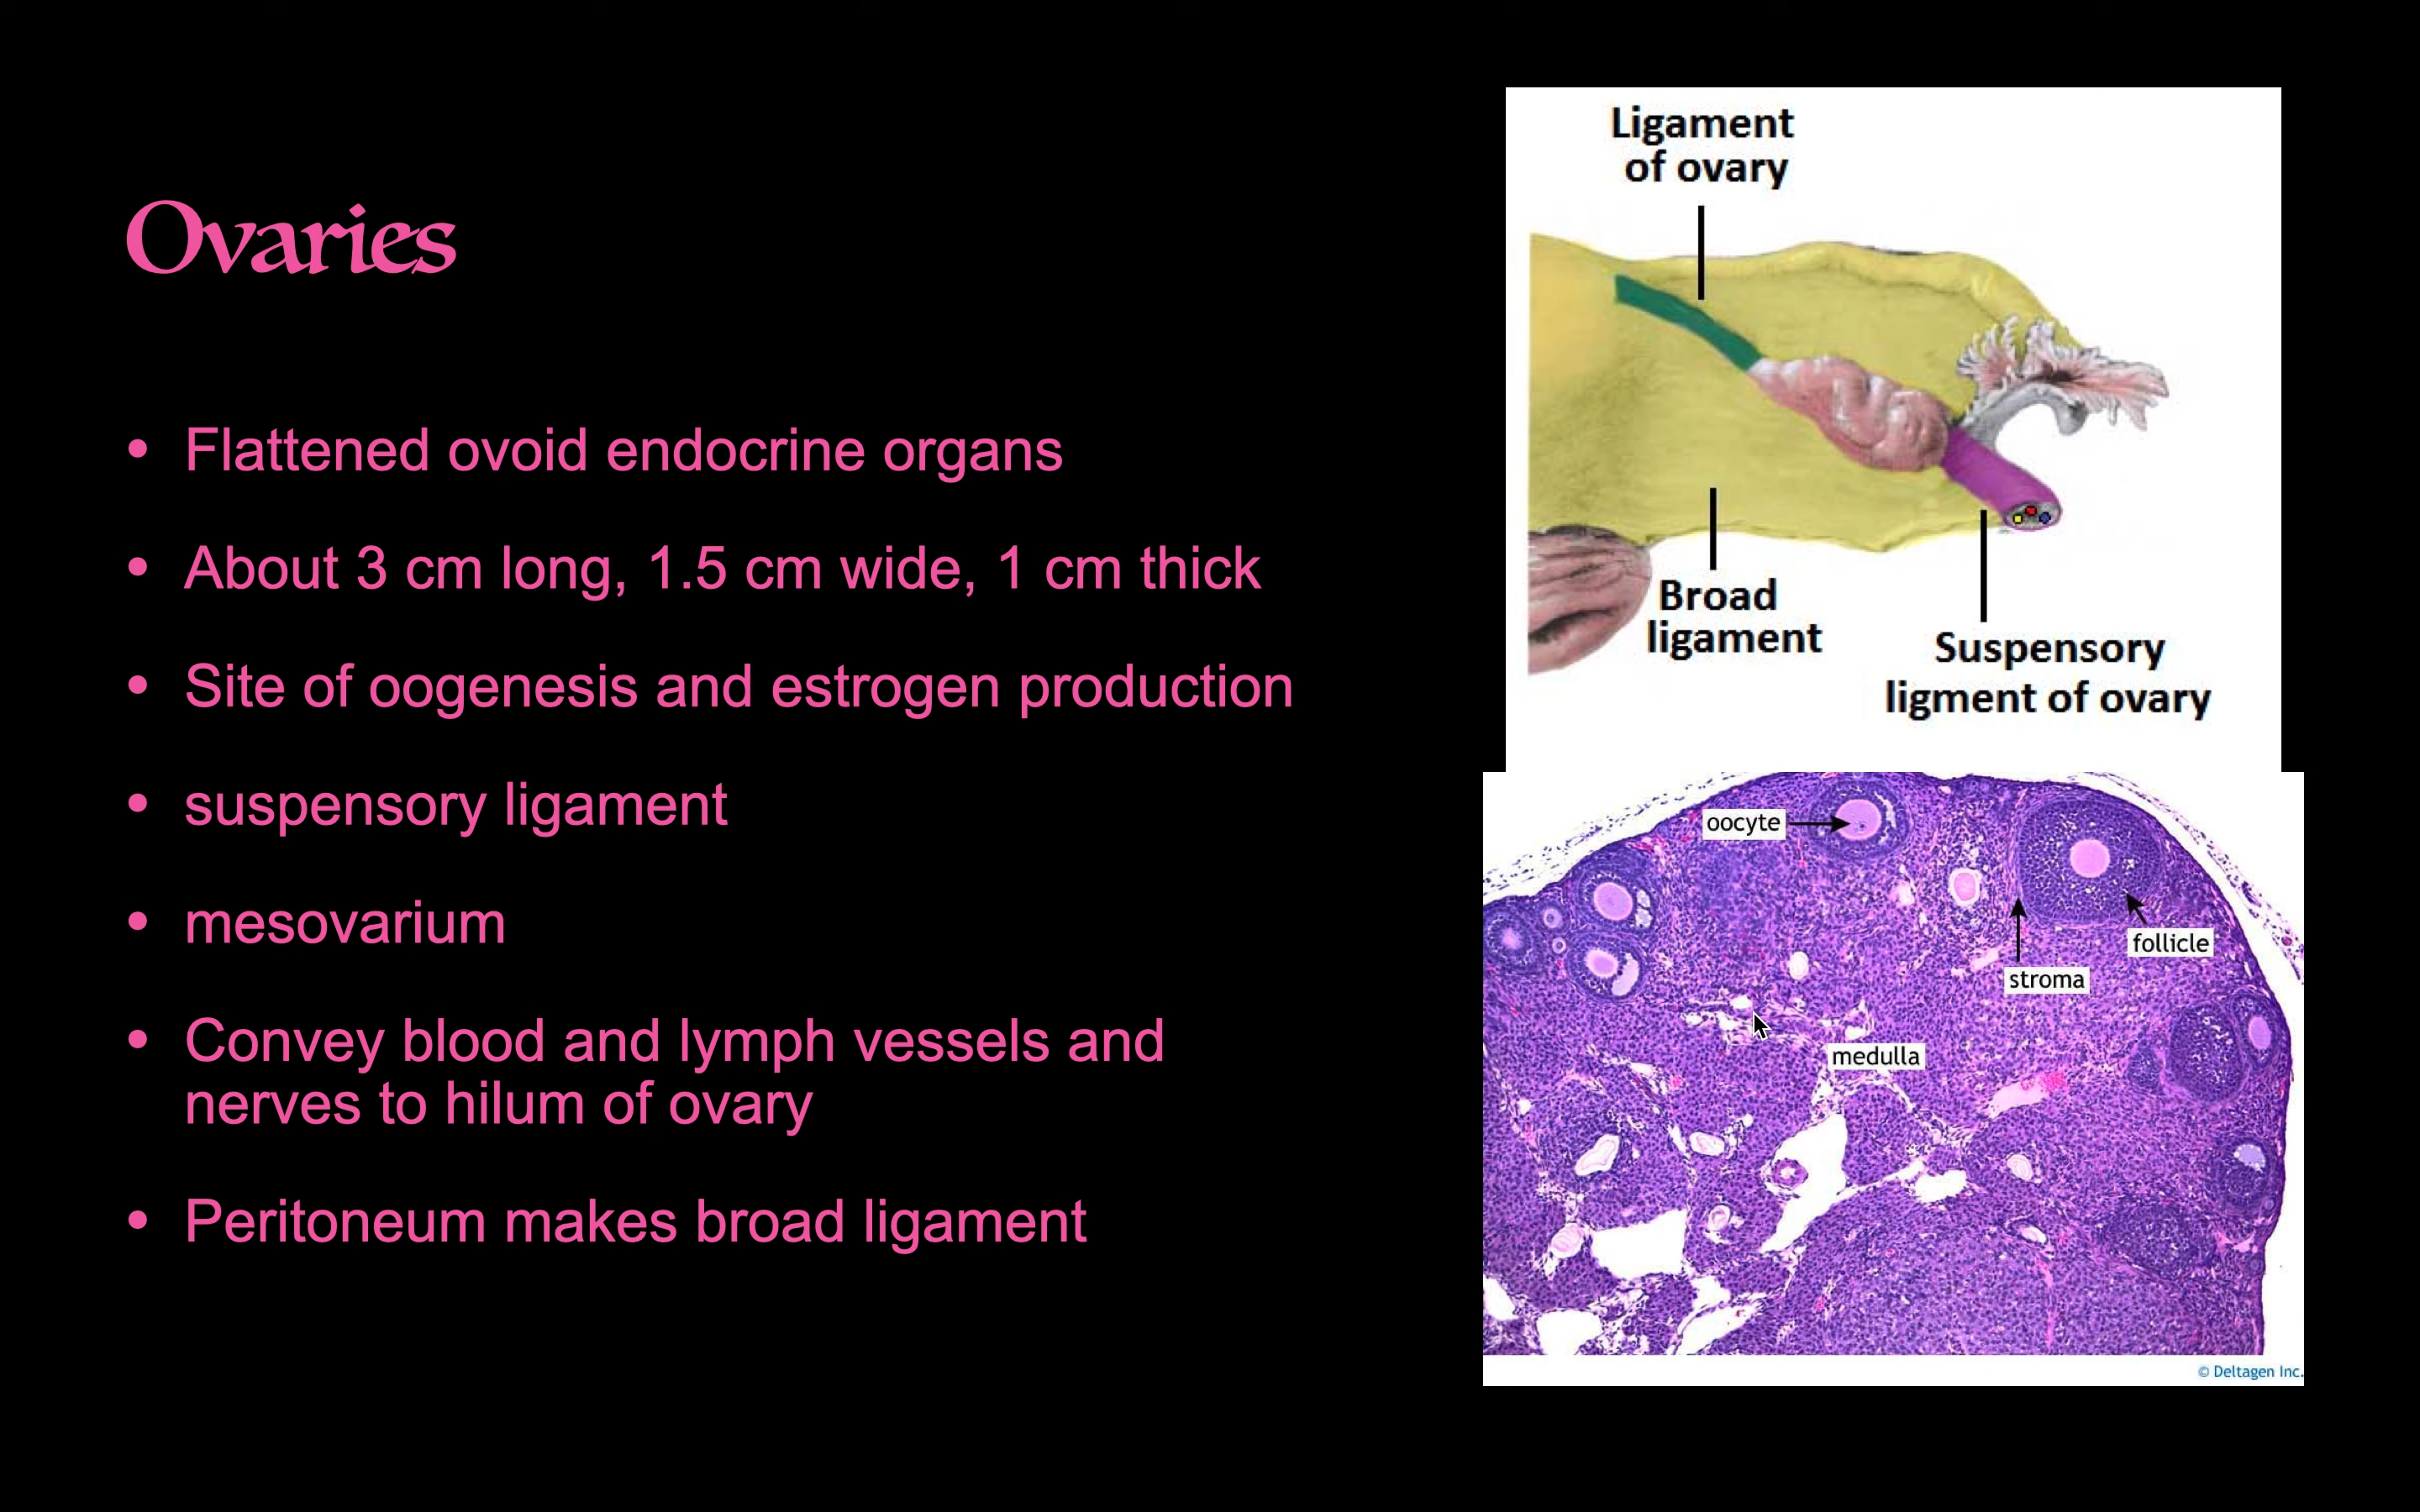 Ovaries
• Flattened ovoid endocrine organs
• About 3 cm long, 1.5 cm wide, 1 cm thick
• Site of oogenesis and estrogen production
• suspensory ligament
• mesovarium
• Convey blood and lymph vessels and
nerves to hilum of ovary
• Peritoneum makes broad ligament
Ligament
of ovary
Broad
ligament
Suspensory
ligment of ovary
oocyte
follicle
stroma
medulla
© Deltagen Inc.